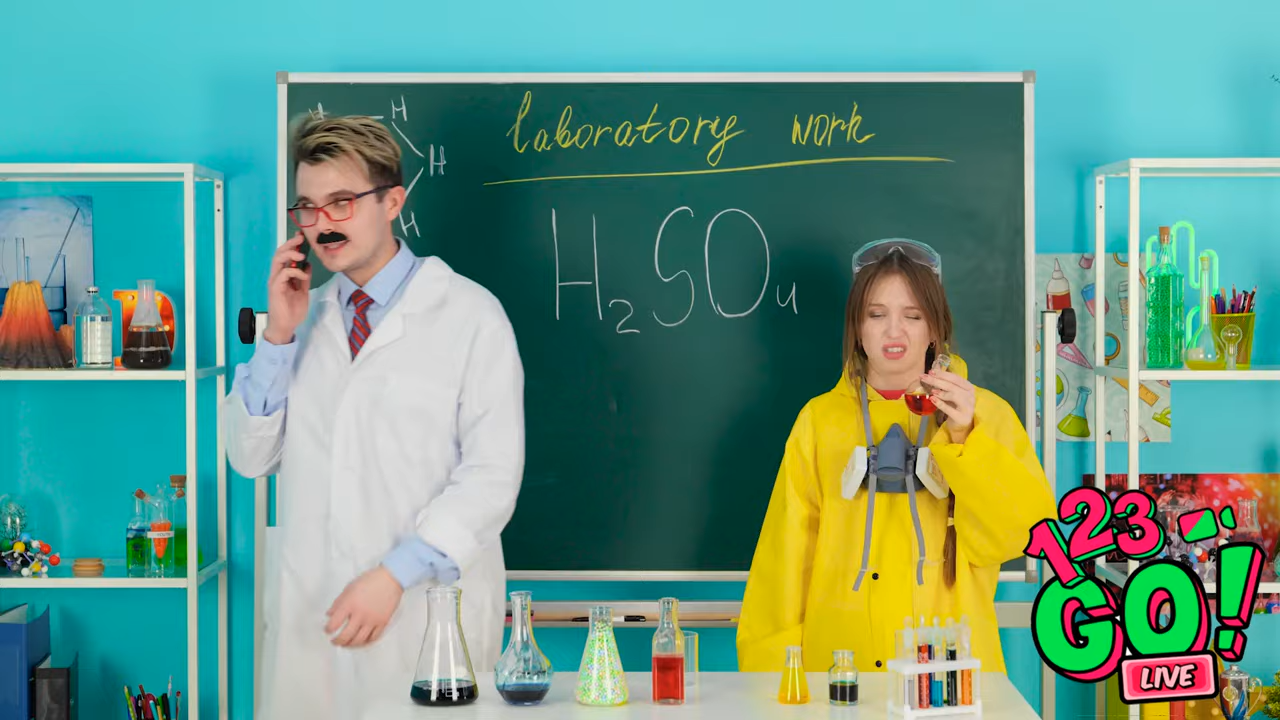 laboratory work
H
H
H
H
H₂SO₄
123
GO!
LIVE